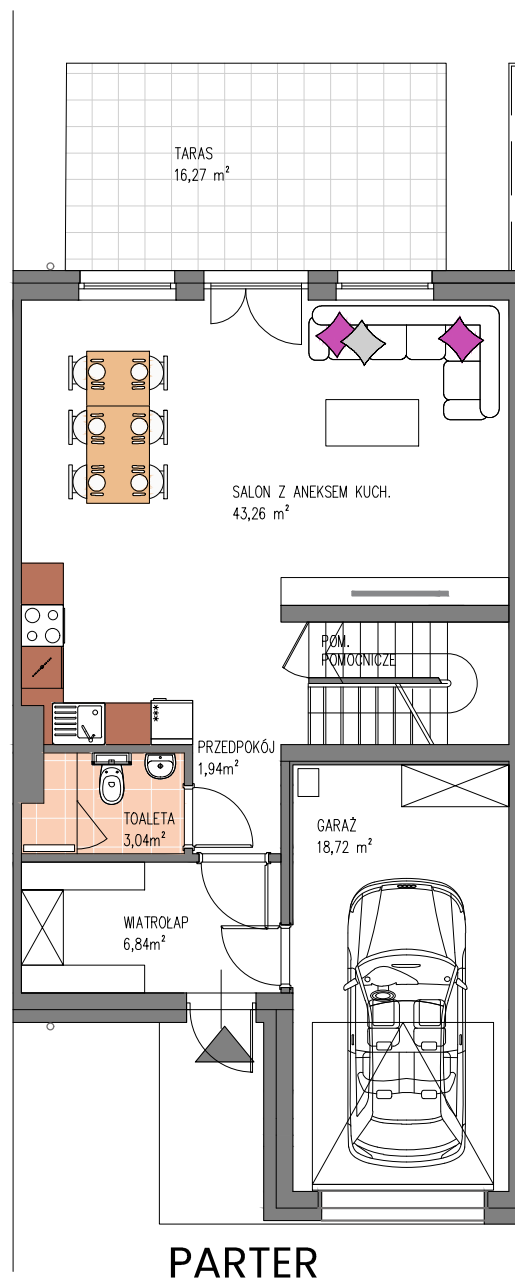 TARAS
16,27 m²
SALON Z ANEKSEM KUCH.
43,26 m²
POM.
POMOCNICZE
PRZEDPOKÓJ
1,94m²
TOALETA
3,04m²
GARAŻ
18,72 m²
WIATROŁAP
6,84m²
PARTER